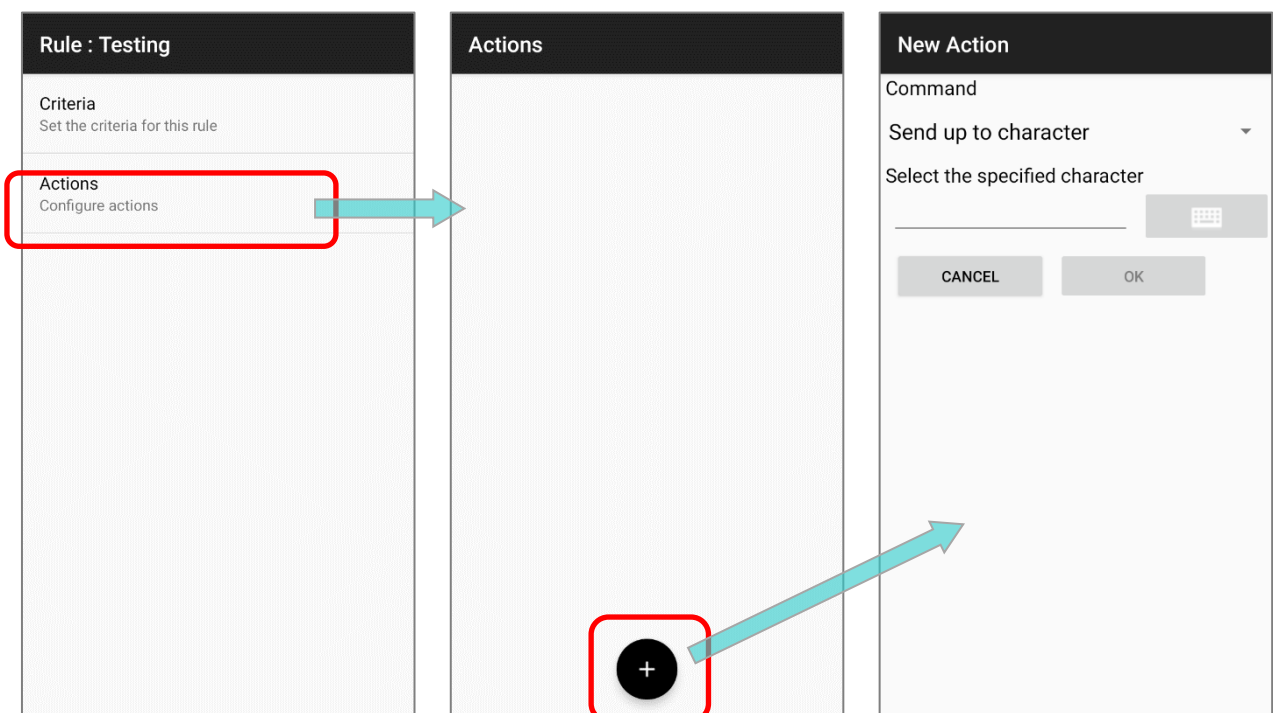 Rule : Testing
Criteria
Set the criteria for this rule
Actions
Configure actions
Actions
+
New Action
Command
Send up to character
Select the specified character
CANCEL OK